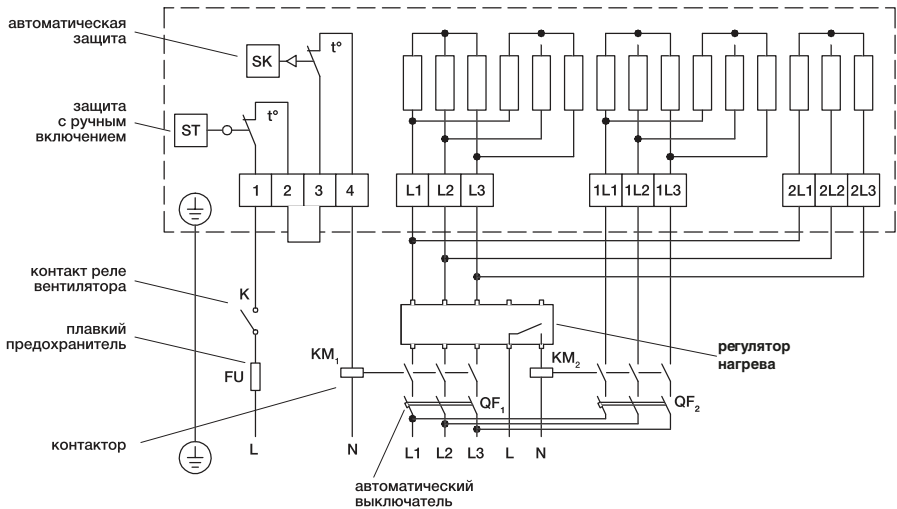 автоматическая
защита
SK
t°
защита
с ручным
включением
ST
t°
1 2 3 4
L1 L2 L3
1L1 1L2 1L3
2L1 2L2 2L3
контакт реле
вентилятора
K
плавкий
предохранитель
FU
KM1
KM2
регулятор
нагрева
QF1
QF2
контактор
L
N
L1 L2 L3 L N
автоматический
выключатель